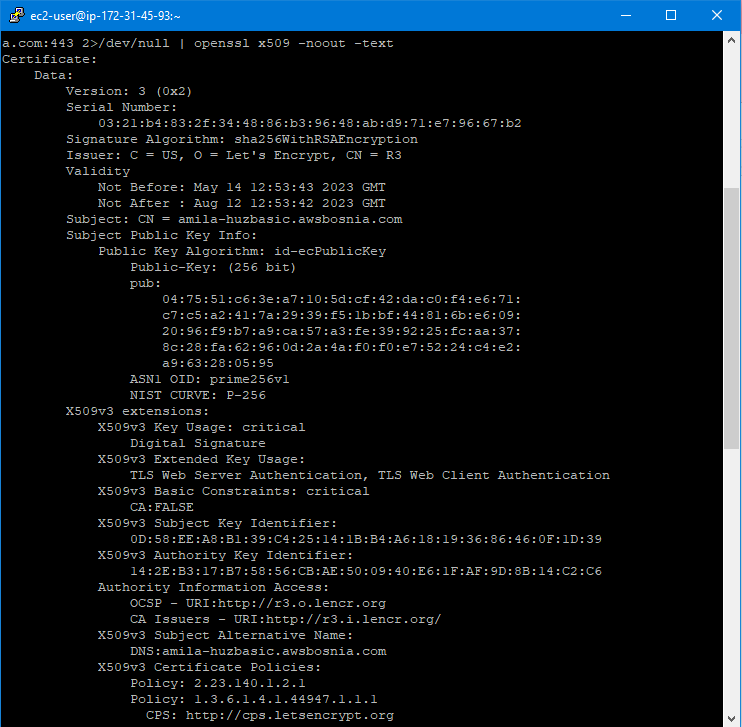 ec2-user@ip-172-31-45-93:~
a.com:443 2>/dev/null | openssl x509 -noout -text
Certificate:
    Data:
        Version: 3 (0x2)
        Serial Number:
            03:21:b4:83:2f:34:48:86:b3:96:48:ab:d9:71:e7:96:67:b2
        Signature Algorithm: sha256WithRSAEncryption
        Issuer: C = US, O = Let's Encrypt, CN = R3
        Validity
            Not Before: May 14 12:53:43 2023 GMT
            Not After : Aug 12 12:53:42 2023 GMT
        Subject: CN = amila-huzbasic.awsbosnia.com
        Subject Public Key Info:
            Public Key Algorithm: id-ecPublicKey
                Public-Key: (256 bit)
                pub:
                    04:75:51:c6:3e:a7:10:5d:cf:42:da:c0:f4:e6:71:
                    c7:c5:a2:41:7a:29:39:f5:1b:bf:44:81:6b:e6:09:
                    20:96:f9:b7:a9:ca:57:a3:fe:39:92:25:fc:aa:37:
                    8c:28:fa:62:96:0d:2a:4a:f0:f0:e7:52:24:c4:e2:
                    a9:63:28:05:95
                ASN1 OID: prime256v1
                NIST CURVE: P-256
        X509v3 extensions:
            X509v3 Key Usage: critical
                Digital Signature
            X509v3 Extended Key Usage:
                TLS Web Server Authentication, TLS Web Client Authentication
            X509v3 Basic Constraints: critical
                CA:FALSE
            X509v3 Subject Key Identifier:
                0D:58:EE:A8:B1:39:C4:25:14:1B:B4:A6:18:19:36:86:46:0F:1D:39
            X509v3 Authority Key Identifier:
                14:2E:B3:17:B7:58:56:CB:AE:50:09:40:E6:1F:AF:9D:8B:14:C2:C6
            Authority Information Access:
                OCSP - URI:http://r3.o.lencr.org
                CA Issuers - URI:http://r3.i.lencr.org/
            X509v3 Subject Alternative Name:
                DNS:amila-huzbasic.awsbosnia.com
            X509v3 Certificate Policies:
                Policy: 2.23.140.1.2.1
                Policy: 1.3.6.1.4.1.44947.1.1.1
                  CPS: http://cps.letsencrypt.org